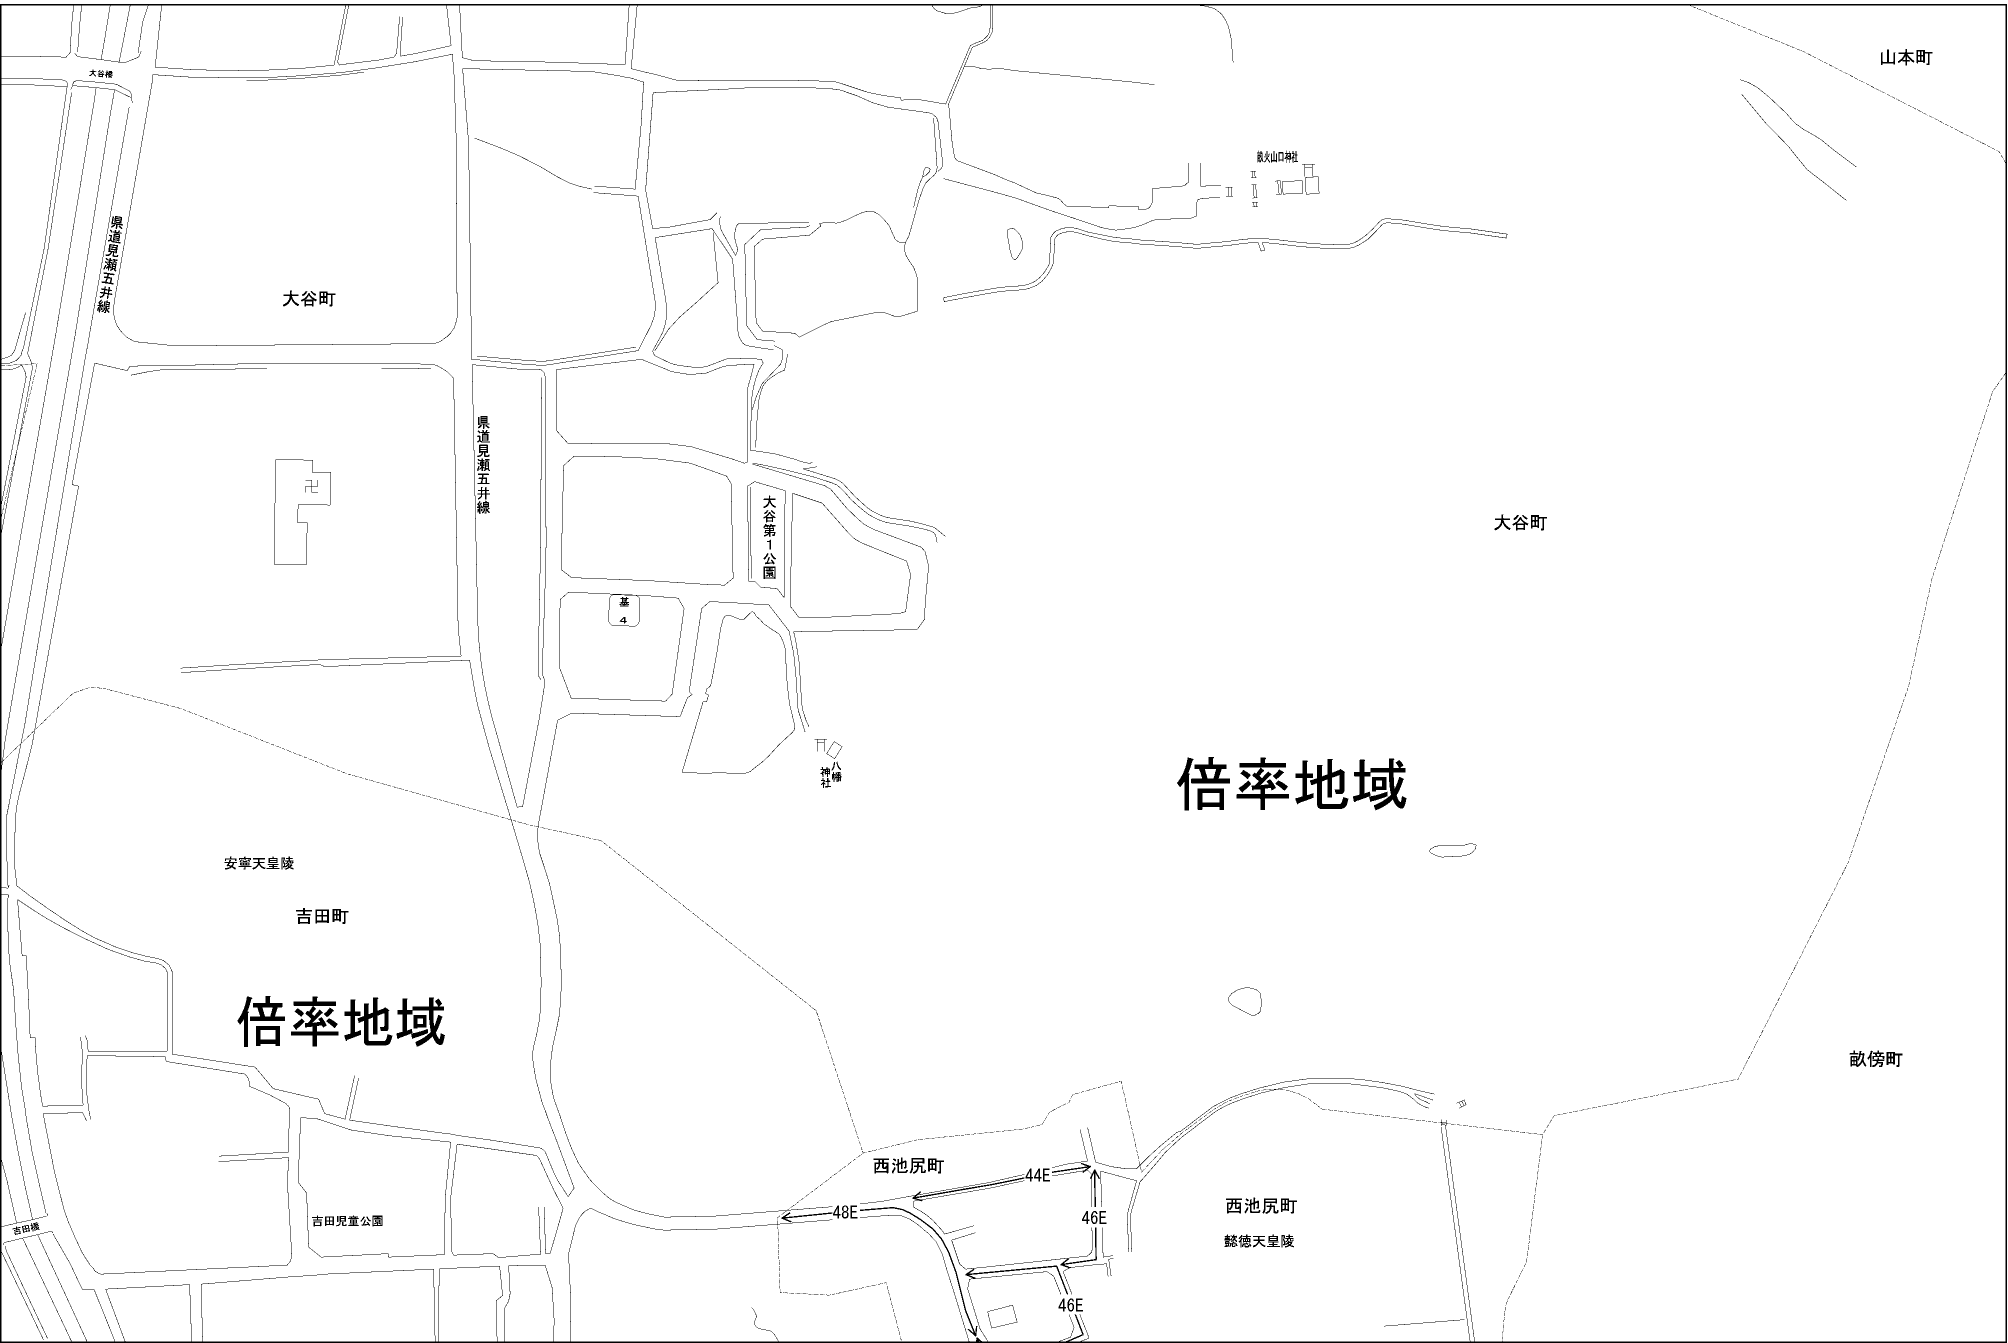 山本町
大谷橋
畝火山口神社
県道見瀬五井線
大谷町
県道見瀬五井線
大谷第1公園
大谷町
基
4
八幡
神社
倍率地域
安寧天皇陵
吉田町
倍率地域
畝傍町
西池尻町
44E
48E
46E
西池尻町
吉田児童公園
吉田橋
懿徳天皇陵
46E